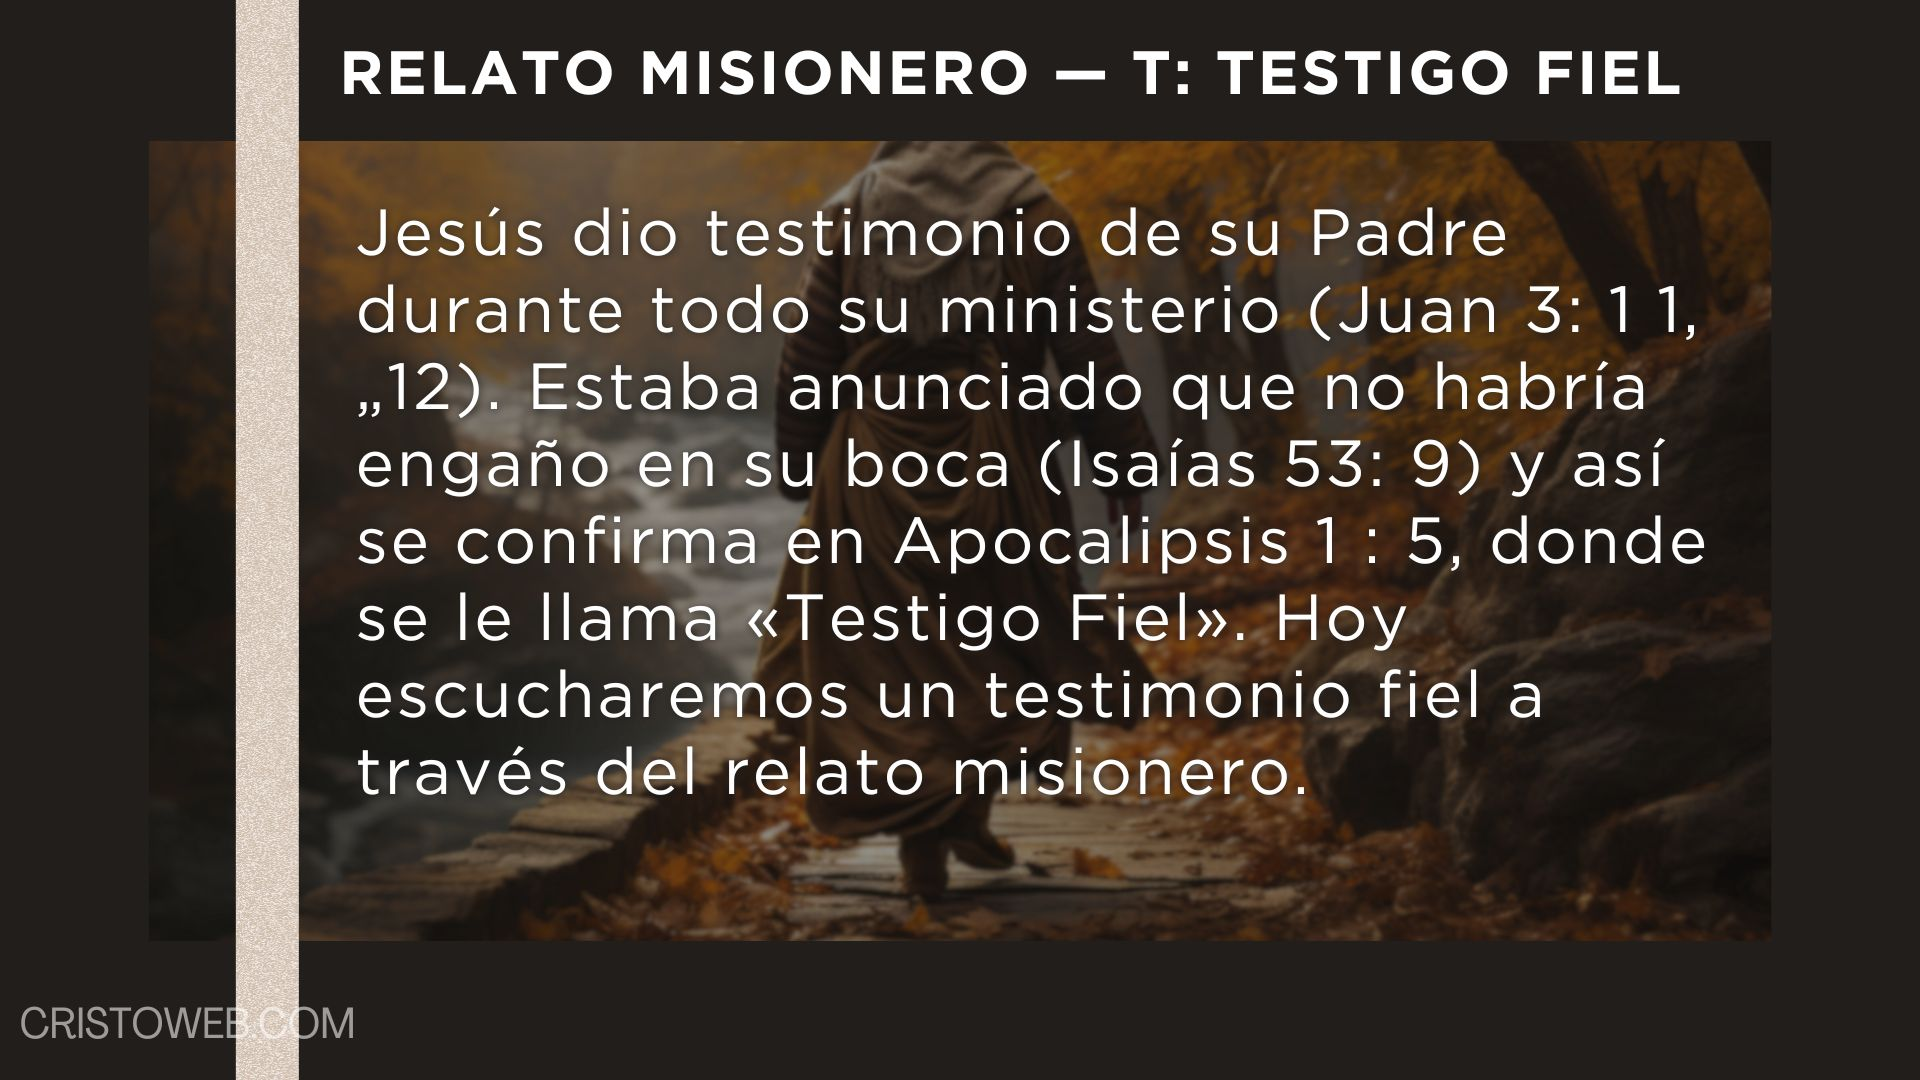 RELATO MISIONERO — T: TESTIGO FIEL
Jesús dio testimonio de su Padre
durante todo su ministerio (Juan 3: 1 1,
„12). Estaba anunciado que no habría
engaño en su boca (Isaías 53: 9) y así
se confirma en Apocalipsis 1 : 5, donde
se le llama «Testigo Fiel». Hoy
escucharemos un testimonio fiel a
través del relato misionero.
CRISTOWEB.COM